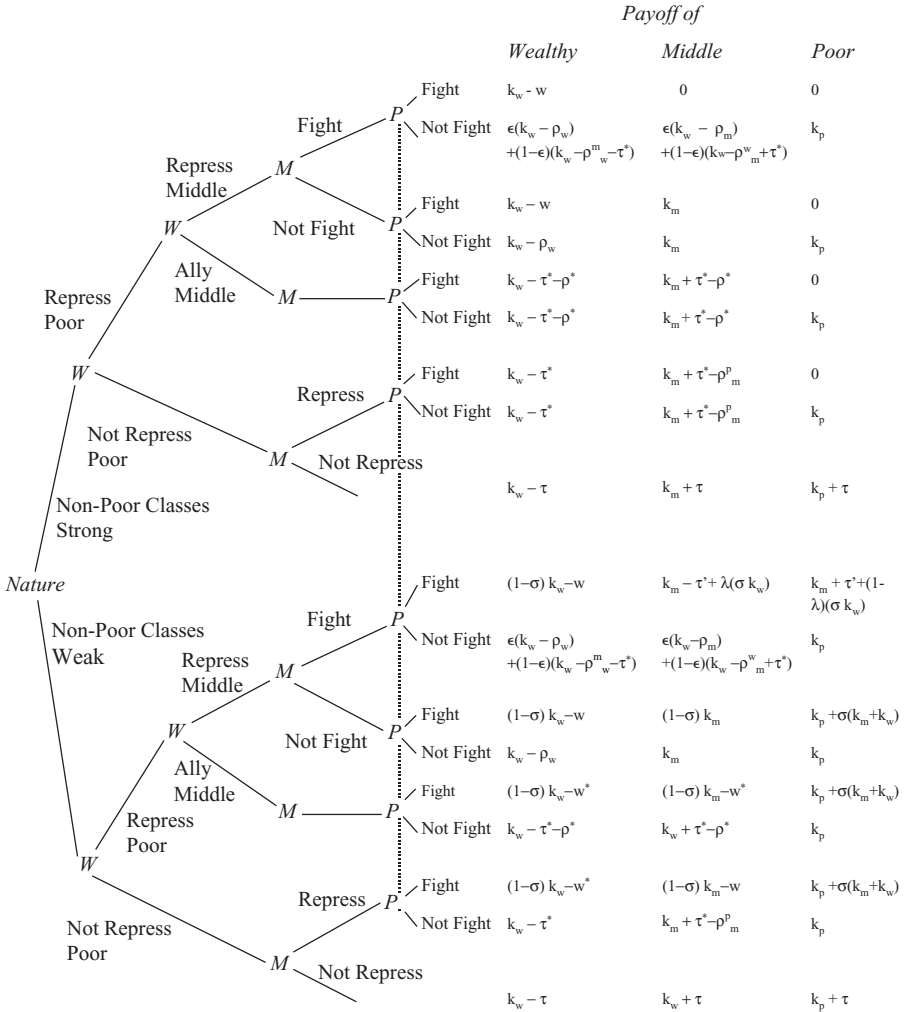 Payoff of
Wealthy Middle Poor
Fight k_w - w 0 0
P
Fight Not Fight ϵ(k_w – ρ_w) ϵ(k_w – ρ_m) k_p
+(1–ϵ)(k_w –ρ^m_w–τ*) +(1–ϵ)(kw–ρ^w_m+τ*)
Repress M
Middle
Fight k_w – w k_m 0
W Not Fight P
Not Fight k_w – ρ_w k_m k_p
Ally
Middle Fight k_w – τ*–ρ* k_m + τ*–ρ* 0
Repress M P
Poor Not Fight k_w – τ*–ρ* k_m + τ*–ρ* k_p
W Fight k_w – τ* k_m + τ*–ρ^p_m 0
Repress P
Not Fight k_w – τ* k_m + τ*–ρ^p_m k_p
Not Repress
Poor M Not Repress
k_w – τ k_m + τ k_p + τ
Non-Poor Classes
Strong
Nature Fight (1–σ) k_w–w k_m – τ'+ λ(σ k_w) k_m + τ'+(1-
λ)(σ k_w)
Non-Poor Classes Fight P
Weak Not Fight ϵ(k_w – ρ_w) ϵ(k_w–ρ_m) k_p
+(1–ϵ)(k_w –ρ^m_w–τ*) +(1–ϵ)(k_w –ρ^w_m+τ*)
Repress M
Middle
Fight (1–σ) k_w–w (1–σ) k_m k_p +σ(k_m+k_w)
W Not Fight P
Not Fight k_w – ρ_w k_m k_p
Ally
Middle Fight (1–σ) k_w–w* (1–σ) k_m–w* k_p +σ(k_m+k_w)
M P
Repress
Poor Not Fight k_w – τ*–ρ* k_w + τ*–ρ* k_p
W Fight (1–σ) k_w–w* (1–σ) k_m–w k_p +σ(k_m+k_w)
Repress P
Not Fight k_w – τ* k_m + τ*–ρ^p_m k_p
Not Repress
Poor M Not Repress
k_w – τ k_w + τ k_p + τ